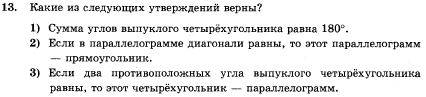 13. Какие из следующих утверждений верны?
1) Сумма углов выпуклого четырёхугольника равна 180°.
2) Если в параллелограмме диагонали равны, то этот параллелограмм
— прямоугольник.
3) Если два противоположных угла выпуклого четырёхугольника
равны, то этот четырёхугольник — параллелограмм.